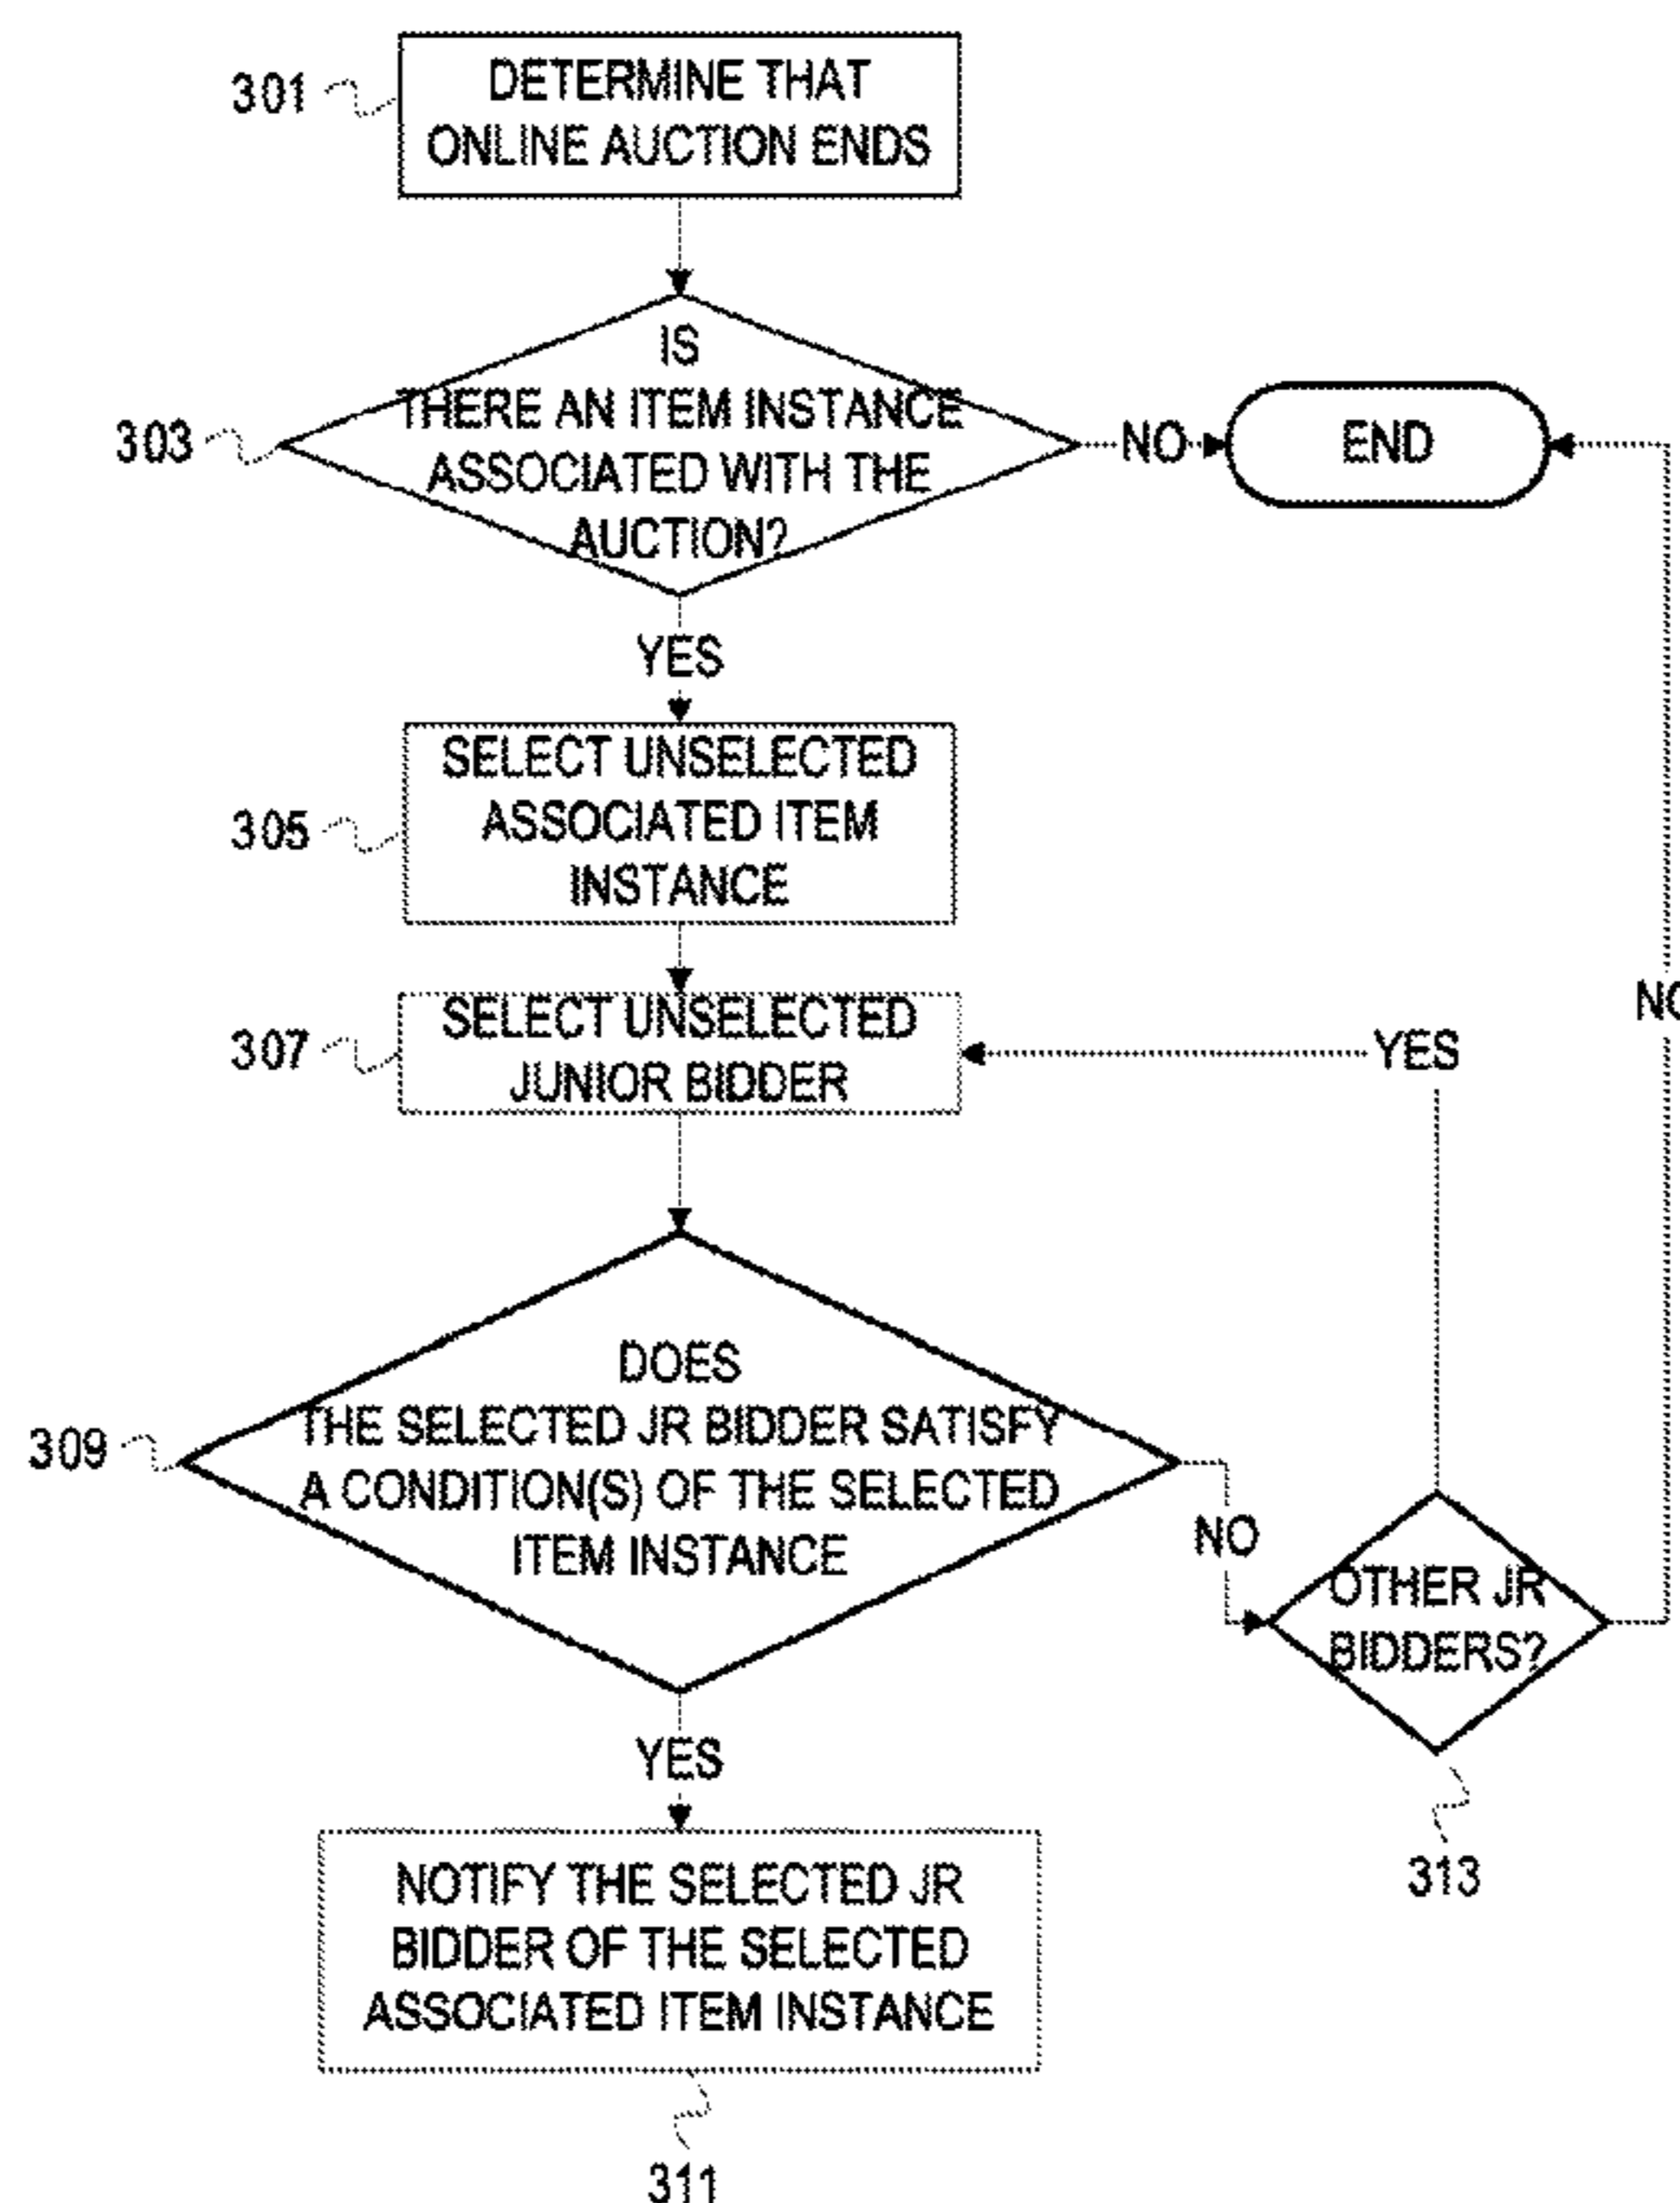 301
DETERMINE THAT
ONLINE AUCTION ENDS
303
IS
THERE AN ITEM INSTANCE
ASSOCIATED WITH THE
AUCTION?
NO
END
YES
305
SELECT UNSELECTED
ASSOCIATED ITEM
INSTANCE
307
SELECT UNSELECTED
JUNIOR BIDDER
YES
NO
309
DOES
THE SELECTED JR BIDDER SATISFY
A CONDITION(S) OF THE SELECTED
ITEM INSTANCE
NO
OTHER JR
BIDDERS?
313
YES
NOTIFY THE SELECTED JR
BIDDER OF THE SELECTED
ASSOCIATED ITEM INSTANCE
311